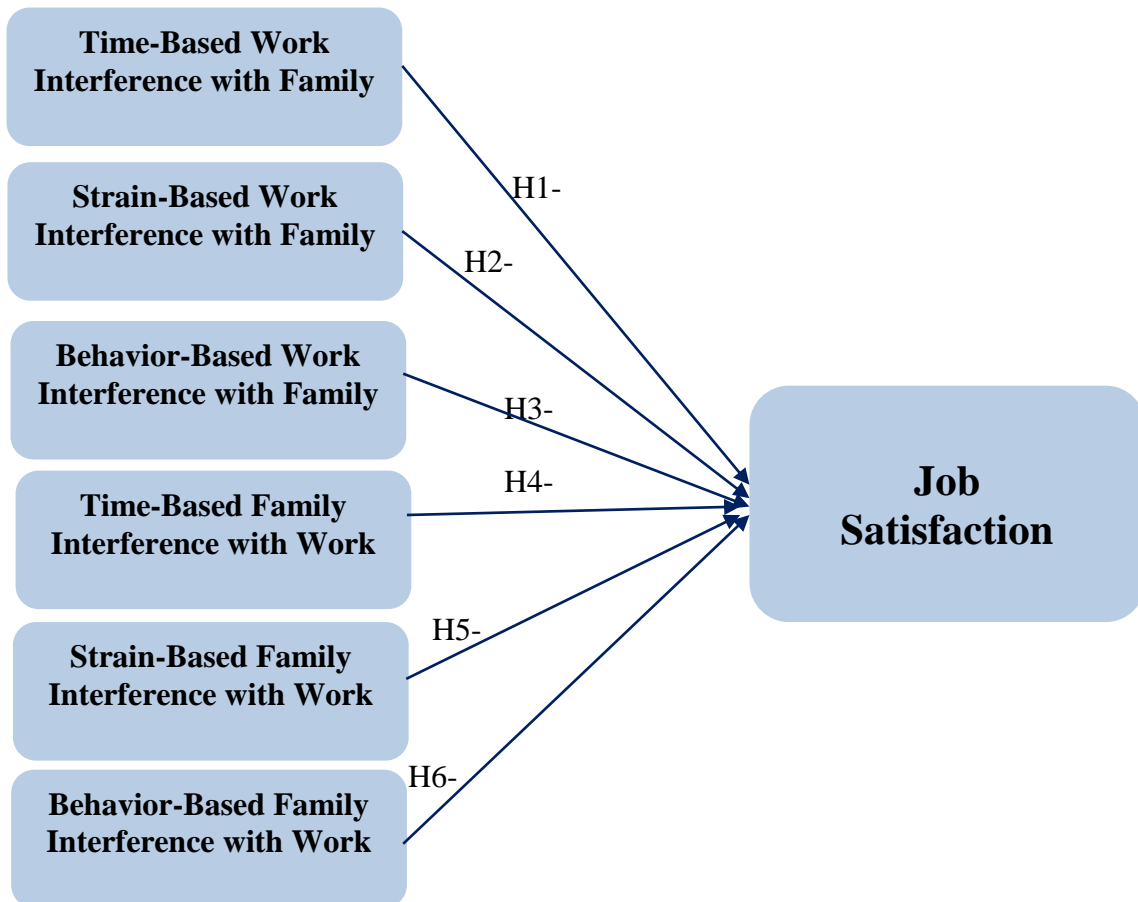 Time-Based Work
Interference with Family
Strain-Based Work
Interference with Family
Behavior-Based Work
Interference with Family
Time-Based Family
Interference with Work
Strain-Based Family
Interference with Work
Behavior-Based Family
Interference with Work
H1-
H2-
H3-
H4-
H5-
H6-
Job
Satisfaction